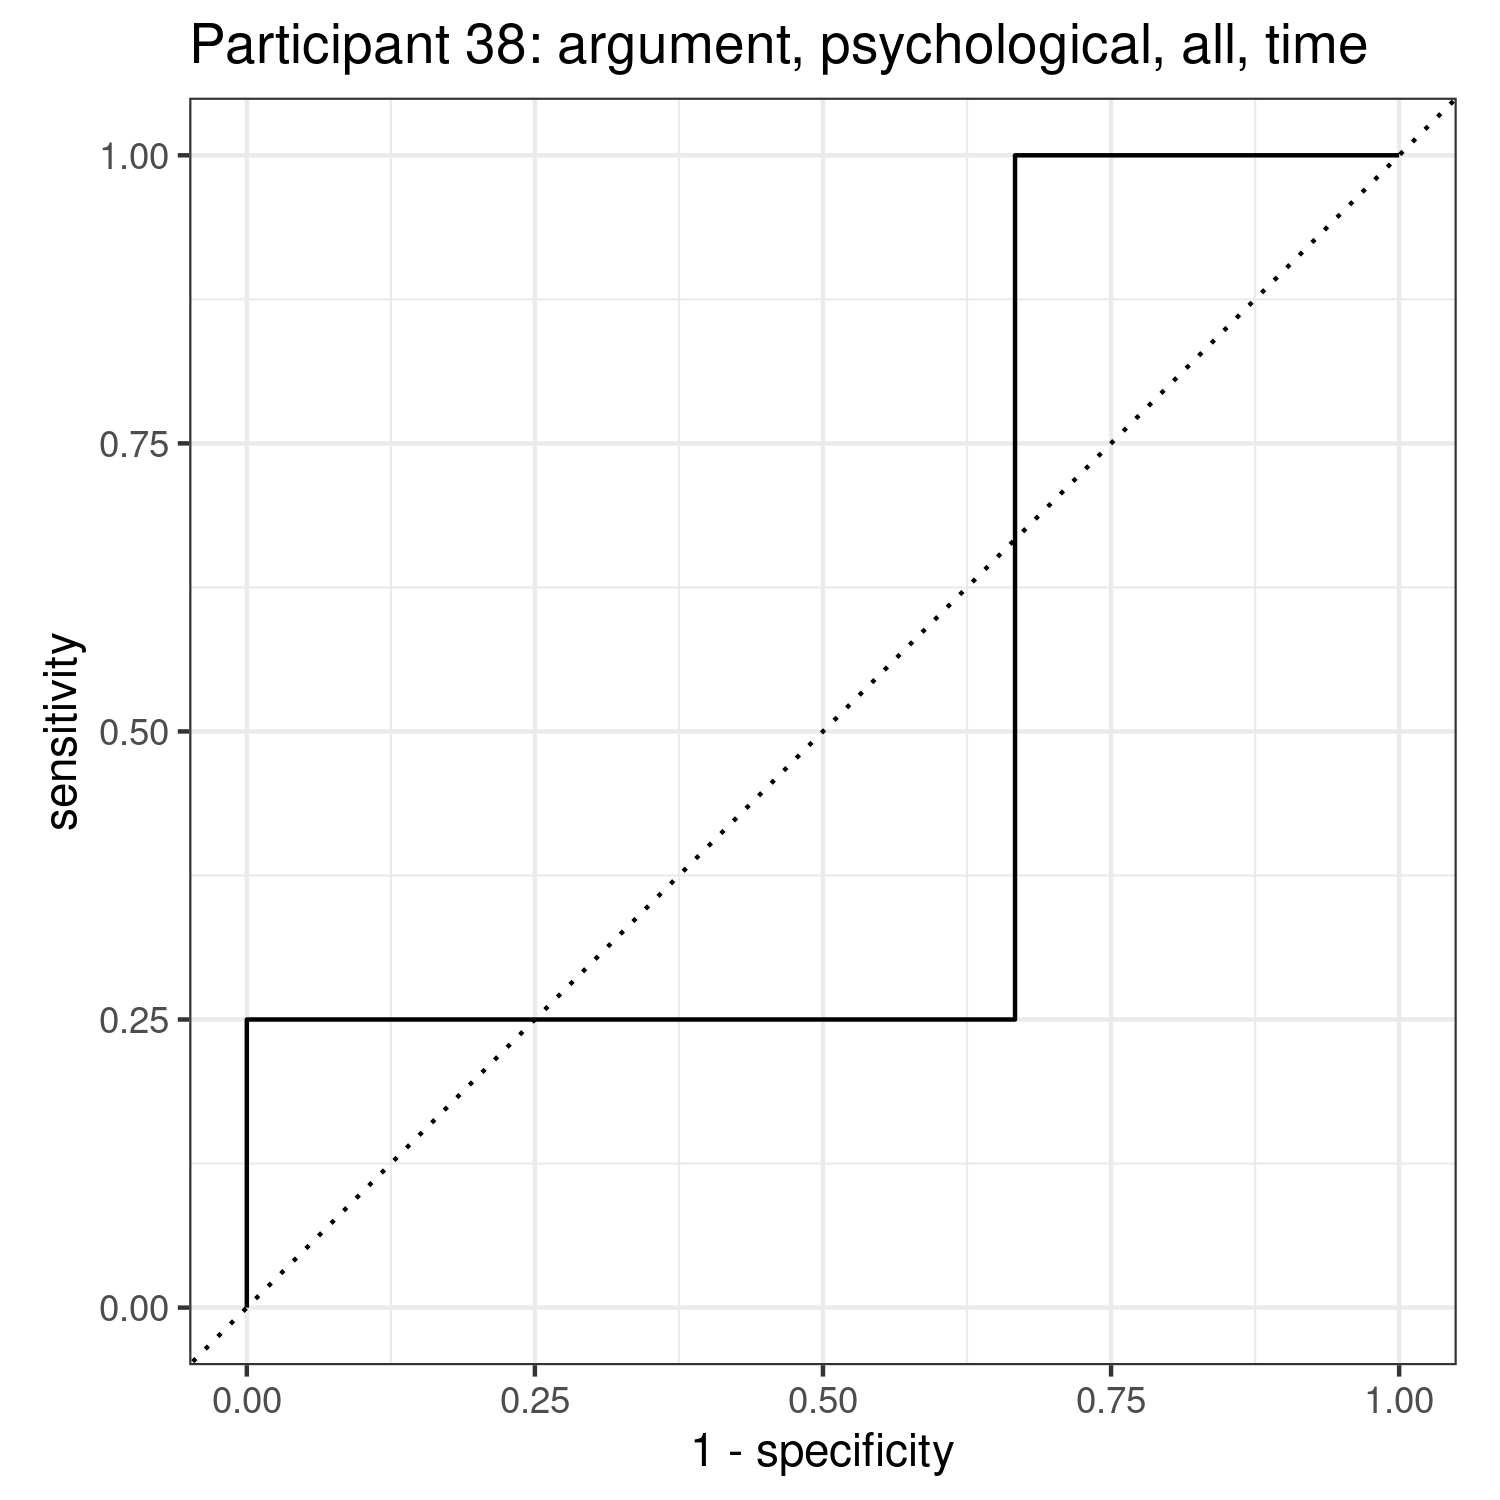 Participant 38: argument, psychological, all, time
1.00
0.75
0.50
0.25
0.00
sensitivity
0.00 0.25 0.50 0.75 1.00
1 - specificity